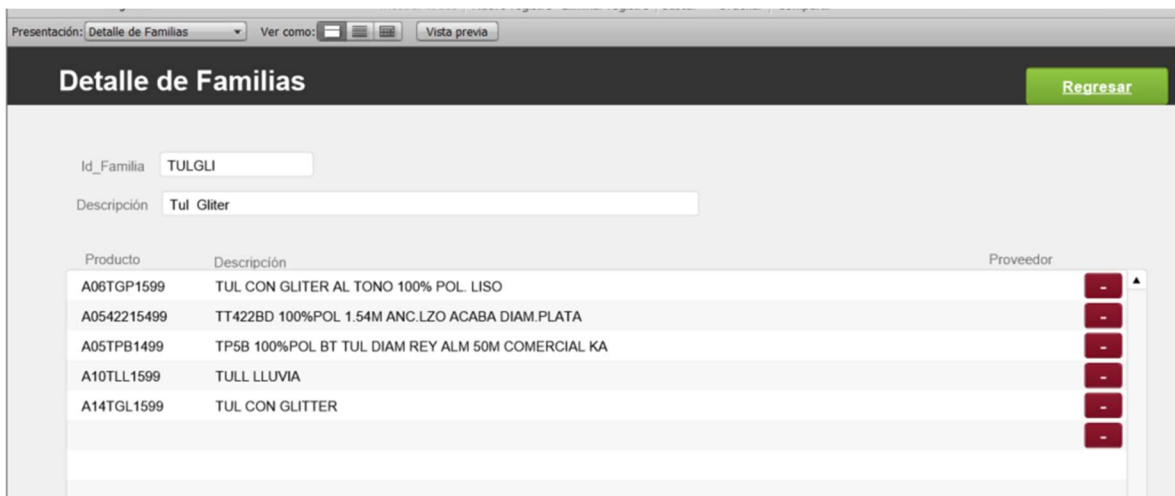 Presentación: Detalle de Familias Ver como: Vista previa
Detalle de Familias Regresar
Id_Familia TULGLI
Descripción Tul Gliter
Producto Descripción Proveedor
A06TGP1599 TUL CON GLITER AL TONO 100% POL. LISO -
A0542215499 TT422BD 100%POL 1.54M ANC.LZO ACABA DIAM.PLATA -
A05TPB1499 TP5B 100%POL BT TUL DIAM REY ALM 50M COMERCIAL KA -
A10TLL1599 TULL LLUVIA -
A14TGL1599 TUL CON GLITTER -
-